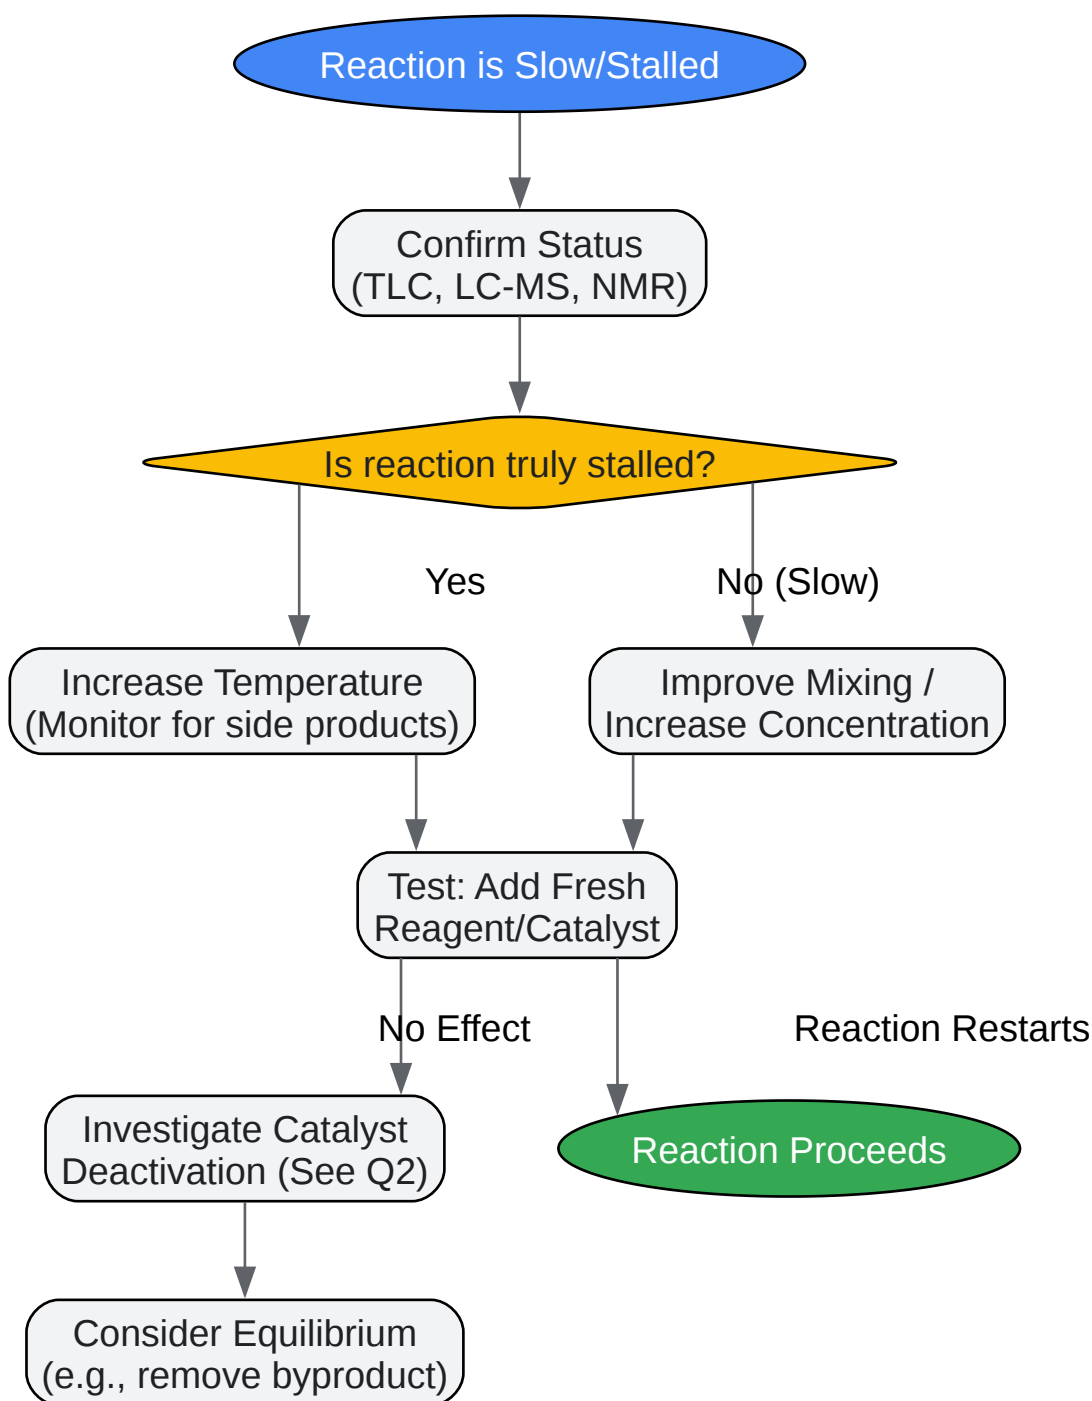 Reaction is Slow/Stalled
Confirm Status
(TLC, LC-MS, NMR)
Is reaction truly stalled?
Yes
No (Slow)
Increase Temperature
(Monitor for side products)
Improve Mixing /
Increase Concentration
Test: Add Fresh
Reagent/Catalyst
No Effect
Reaction Restarts
Investigate Catalyst
Deactivation (See Q2)
Reaction Proceeds
Consider Equilibrium
(e.g., remove byproduct)